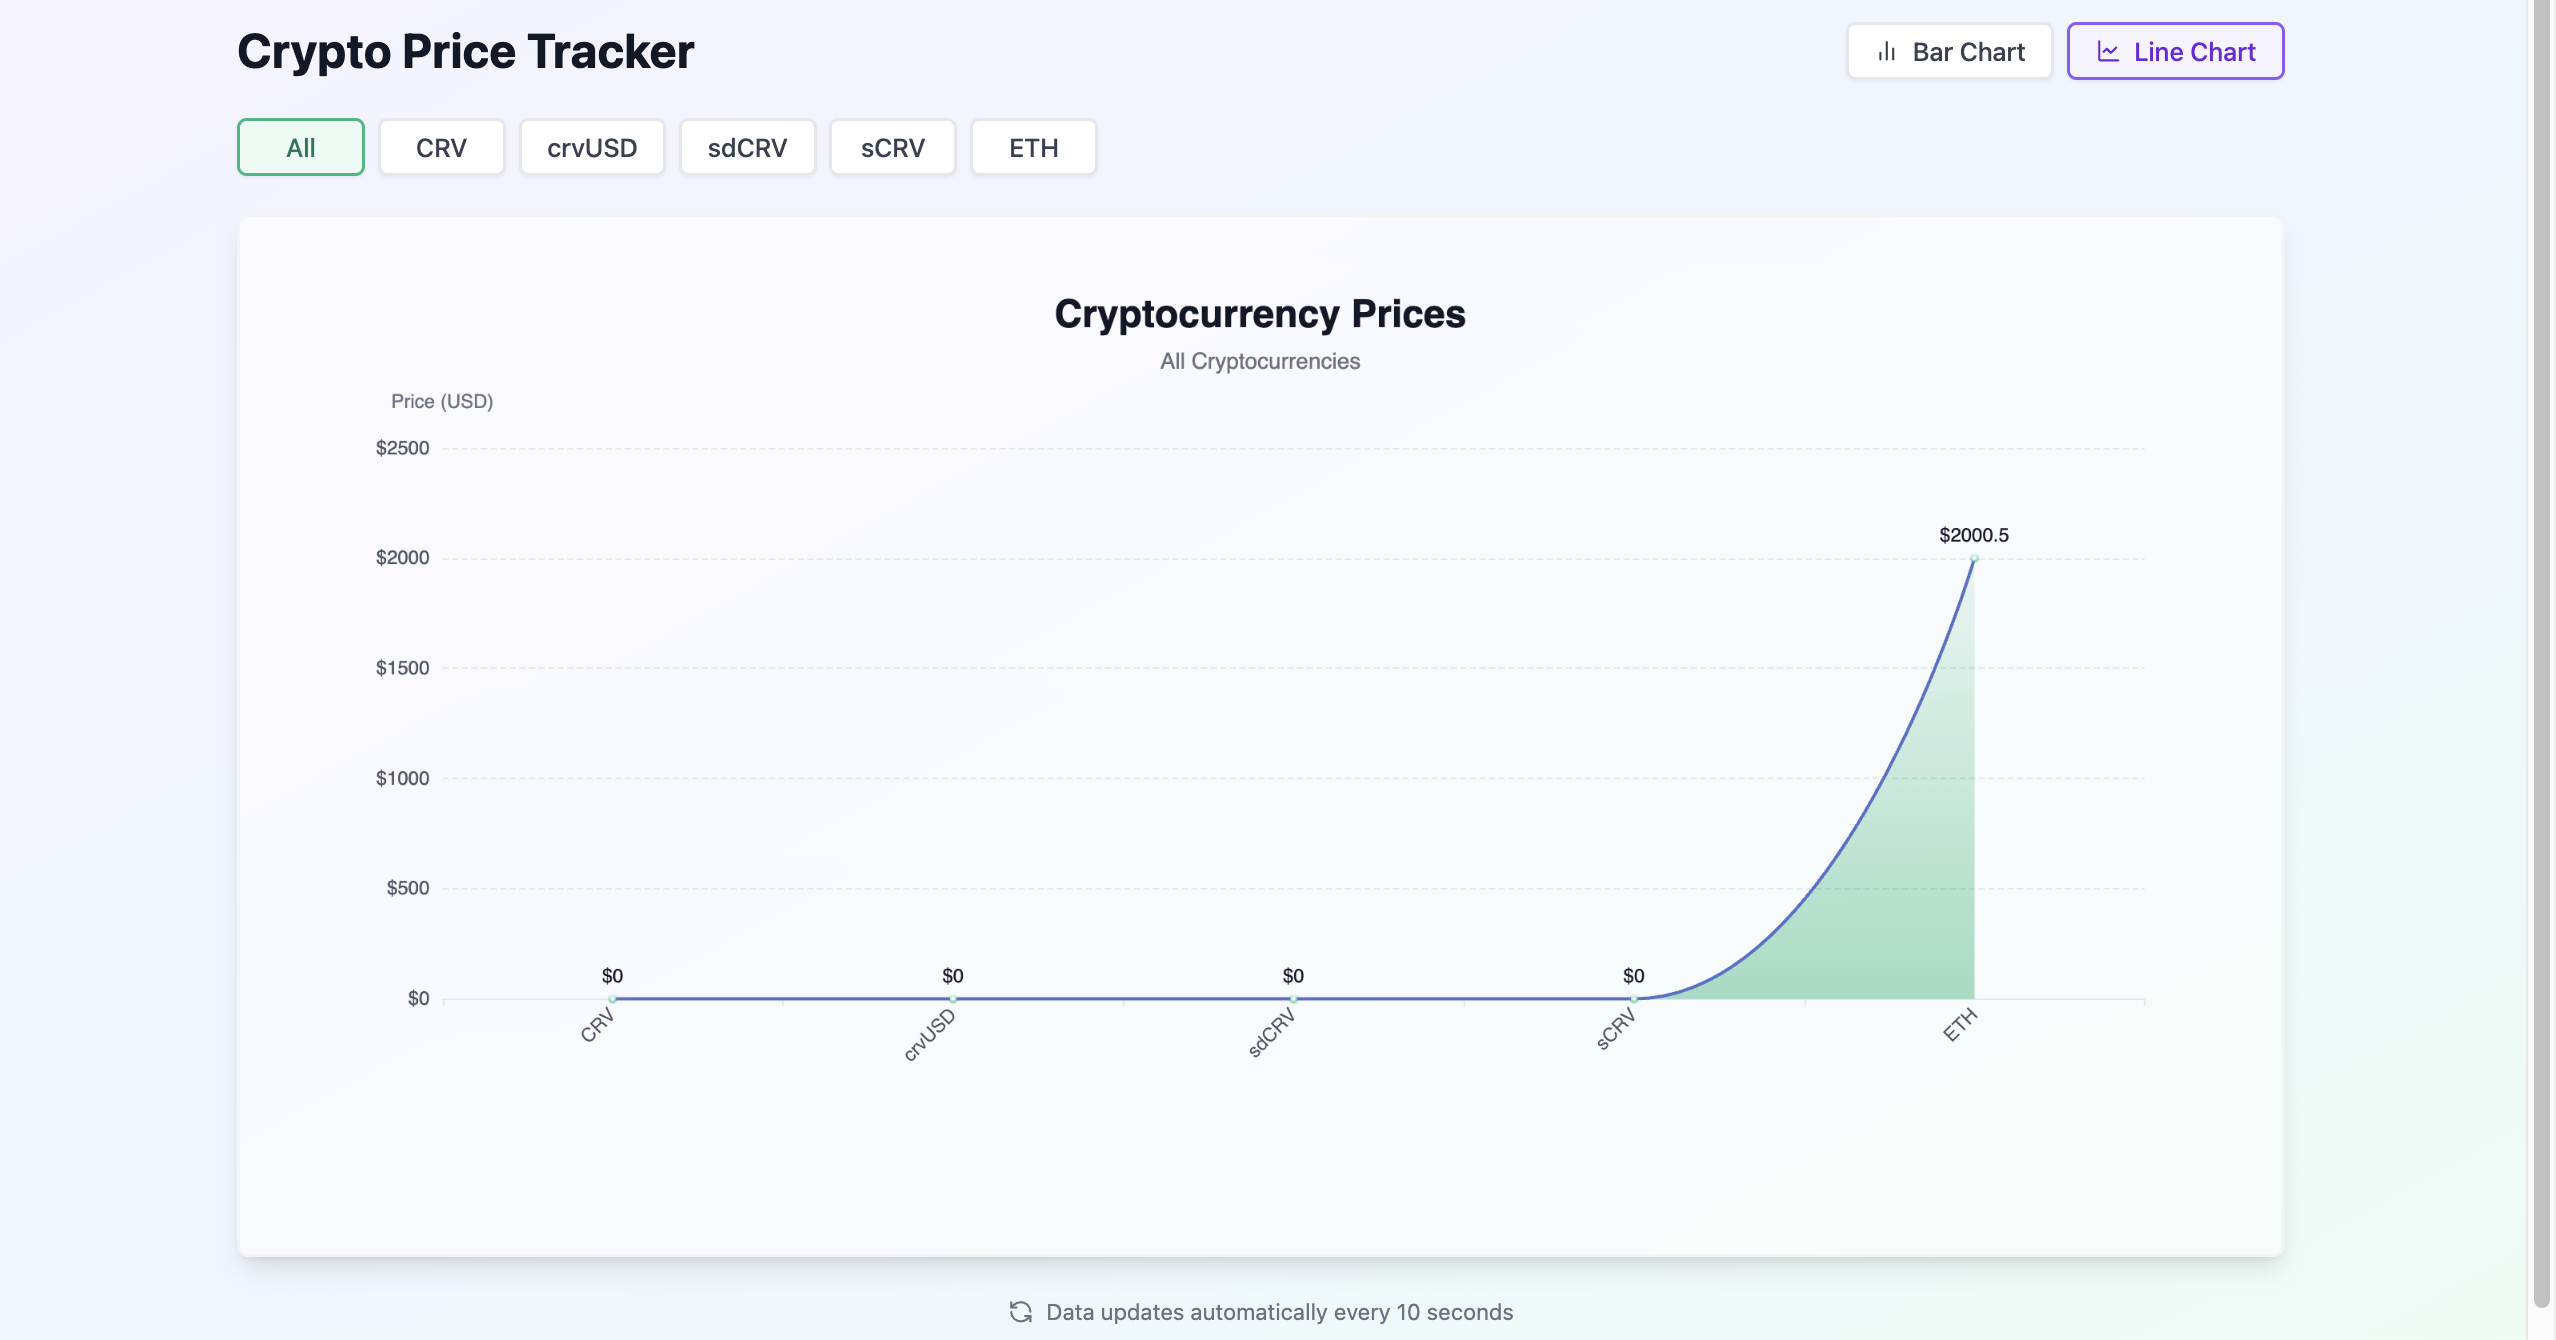 Crypto Price Tracker
Bar Chart
Line Chart
All
CRV
crvUSD
sdCRV
sCRV
ETH
Cryptocurrency Prices
All Cryptocurrencies
Price (USD)
$2500
$2000
$1500
$1000
$500
$0
$0
$0
$0
$0
$2000.5
CRV
crvUSD
sdCRV
sCRV
ETH
Data updates automatically every 10 seconds